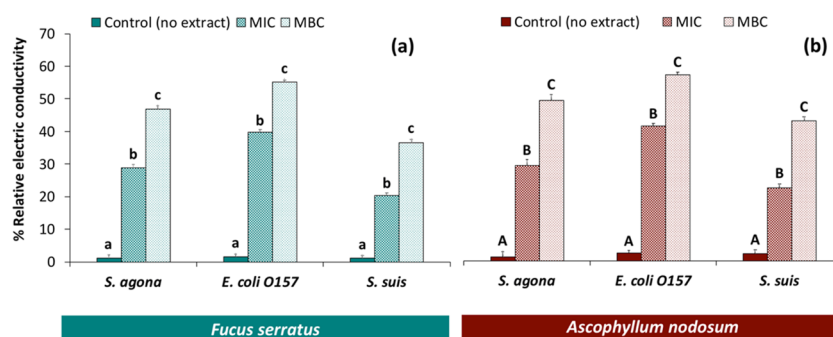 Control (no extract) MIC MBC
(a)
% Relative electric conductivity
70
60
50
40
30
20
10
0
a b c
a b c
a b c
S. agona E. coli O157 S. suis
Fucus serratus
Control (no extract) MIC MBC
(b)
A B C
A B C
A B C
S. agona E. coli O157 S. suis
Ascophyllum nodosum